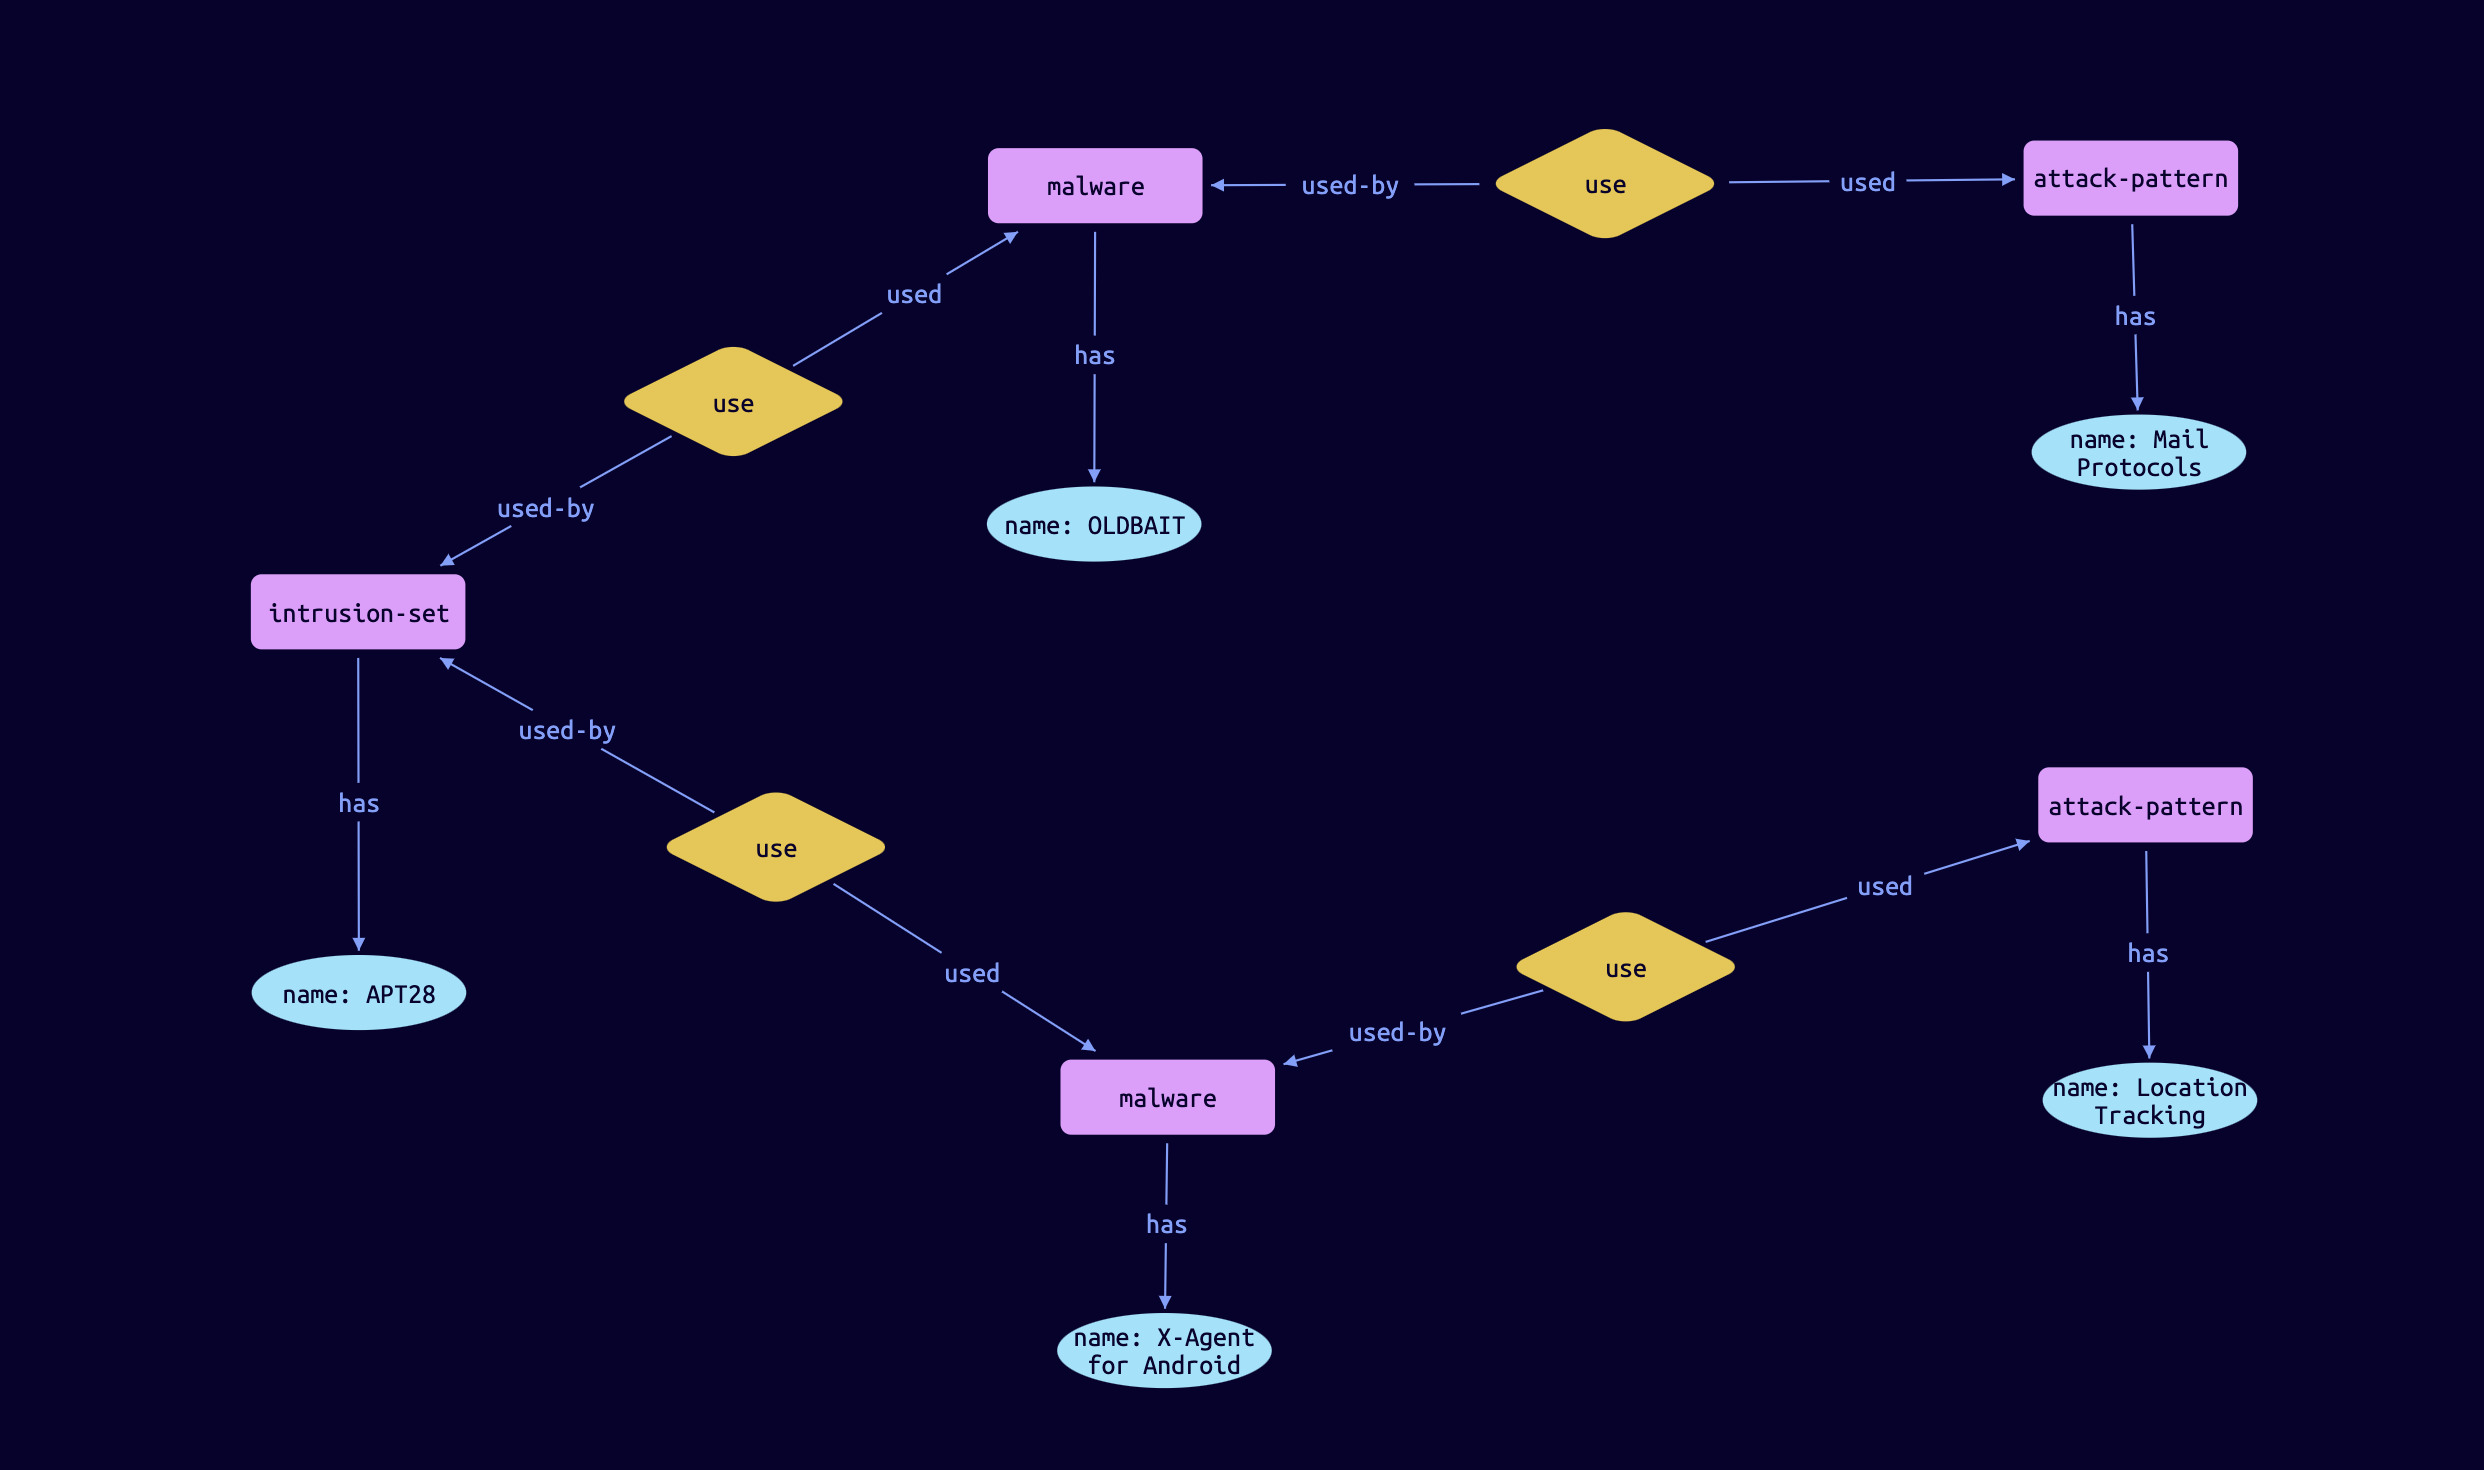 malware
used-by
use
used
attack-pattern
used
has
has
use
name: Mail
Protocols
used-by
name: OLDBAIT
intrusion-set
used-by
has
use
attack-pattern
used
has
name: APT28
used
use
used-by
malware
name: Location
Tracking
has
name: X-Agent
for Android